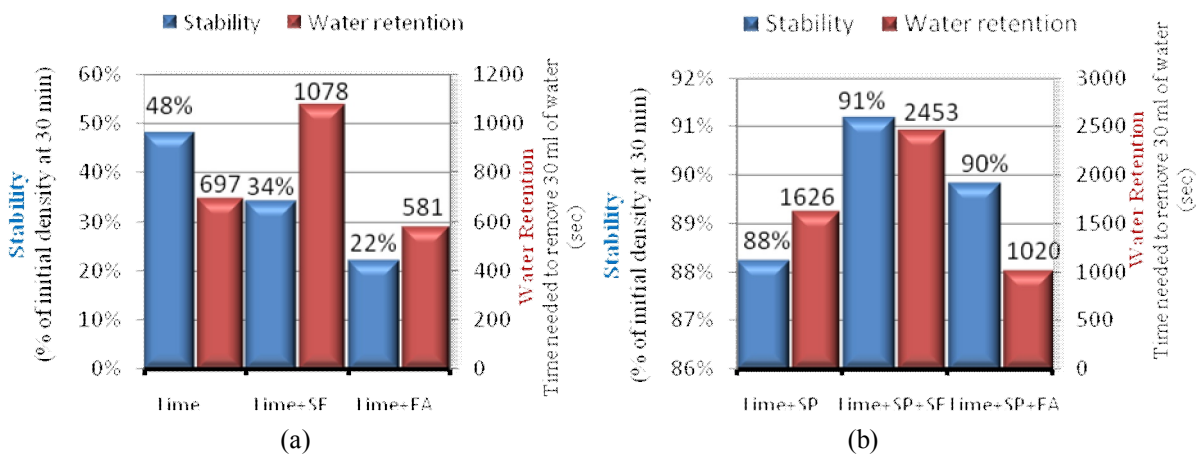 Stability Water retention
Stability
(% of initial density at 30 min)
60%
50%
40%
30%
20%
10%
0%
48%
697
34%
1078
22%
581
1200
1000
800
600
400
200
0
Water Retention
Time needed to remove 30 ml of water
(sec)
Lime Lime+SF Lime+FA
(a)
Stability Water retention
Stability
(% of initial density at 30 min)
92%
91%
90%
89%
88%
87%
86%
88%
1626
91%
2453
90%
1020
3000
2500
2000
1500
1000
500
0
Water Retention
Time needed to remove 30 ml of water
(sec)
Lime+SP Lime+SP+SF Lime+SP+FA
(b)